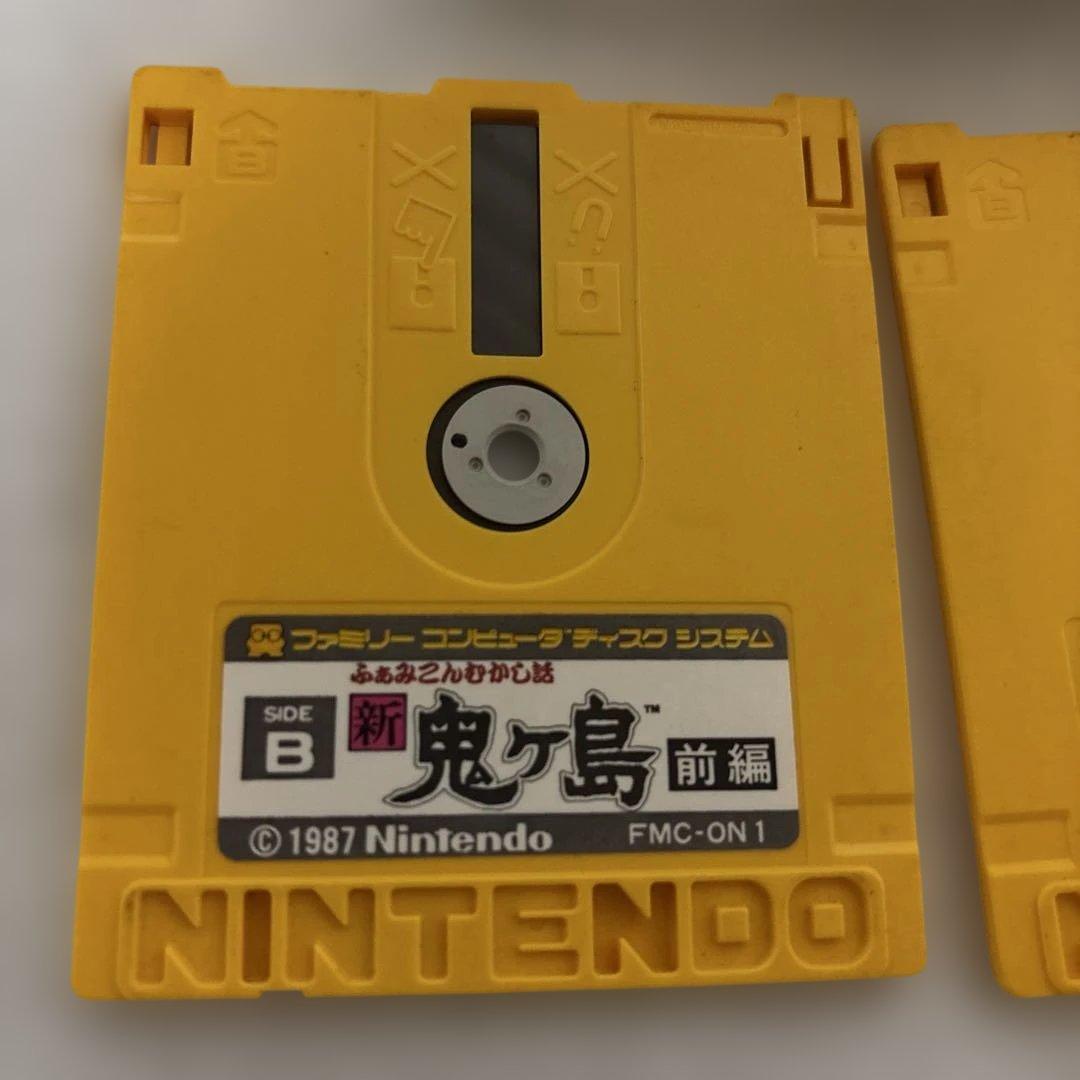 ファミリー コンピュータ ディスク システム
ふぁみこんむかし話
SIDE
B
新
鬼ヶ島™
前編
© 1987 Nintendo
FMC-ON 1
NINTENDO